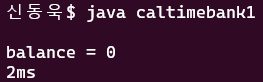 신동욱$ java caltimebank1
balance = 0
2ms